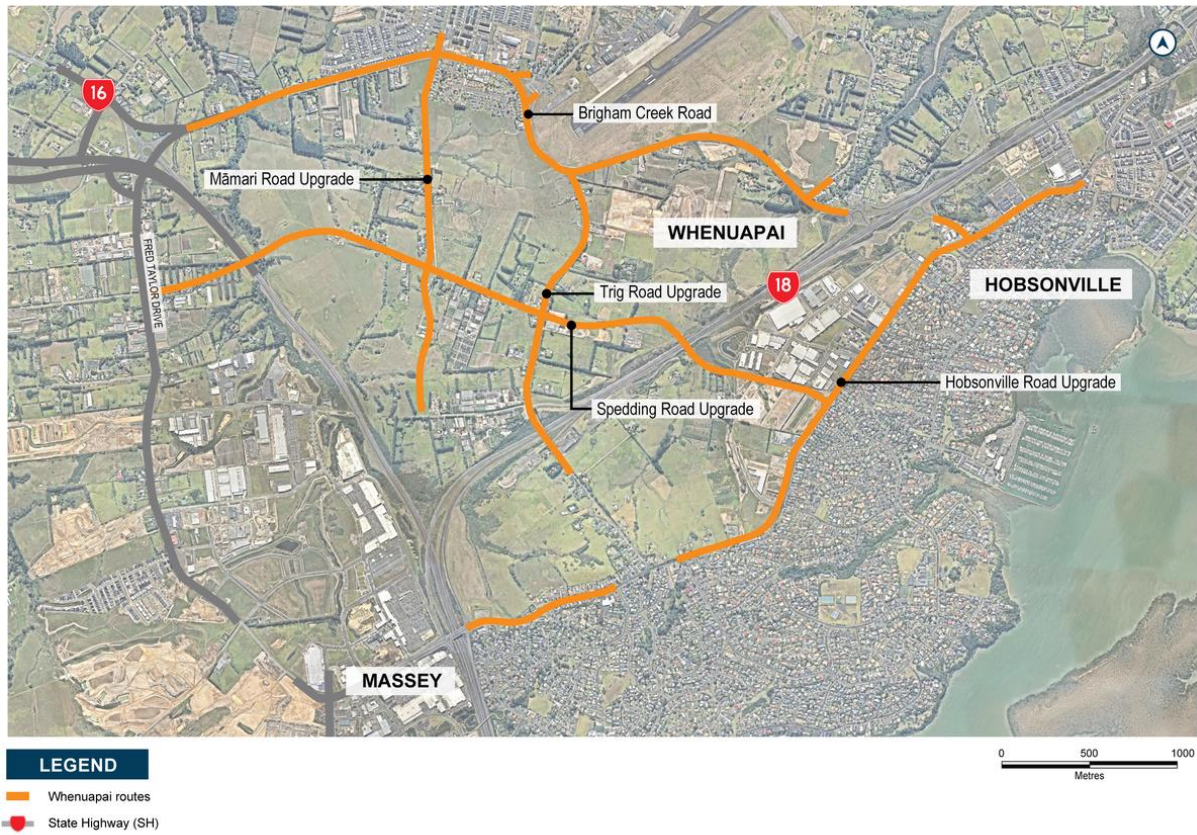 16
Brigham Creek Road
Māmari Road Upgrade
WHENUAPAI
FRED TAYLOR DRIVE
Trig Road Upgrade
18
HOBSONVILLE
Spedding Road Upgrade
Hobsonville Road Upgrade
MASSEY
LEGEND
Whenuapai routes
State Highway (SH)
0 500 1000
Metres